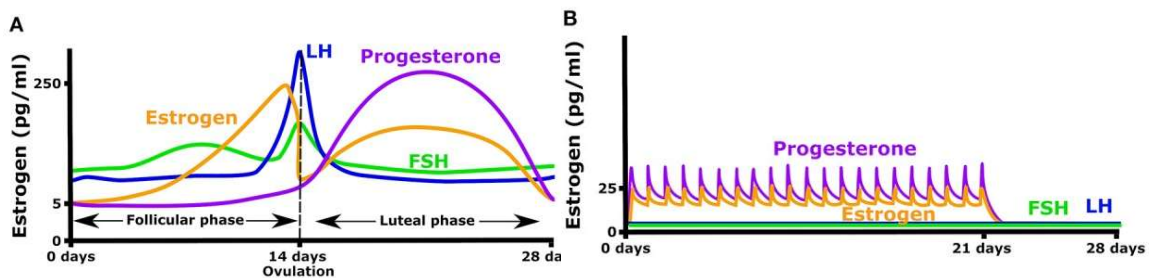 A
Estrogen (pg/ml)
250
5
0
LH
Progesterone
Estrogen
FSH
Follicular phase
Luteal phase
0 days
14 days
28 da
Ovulation
B
Estrogen (pg/ml)
25
0
Progesterone
Estrogen
FSH
LH
0 days
21 days
28 days